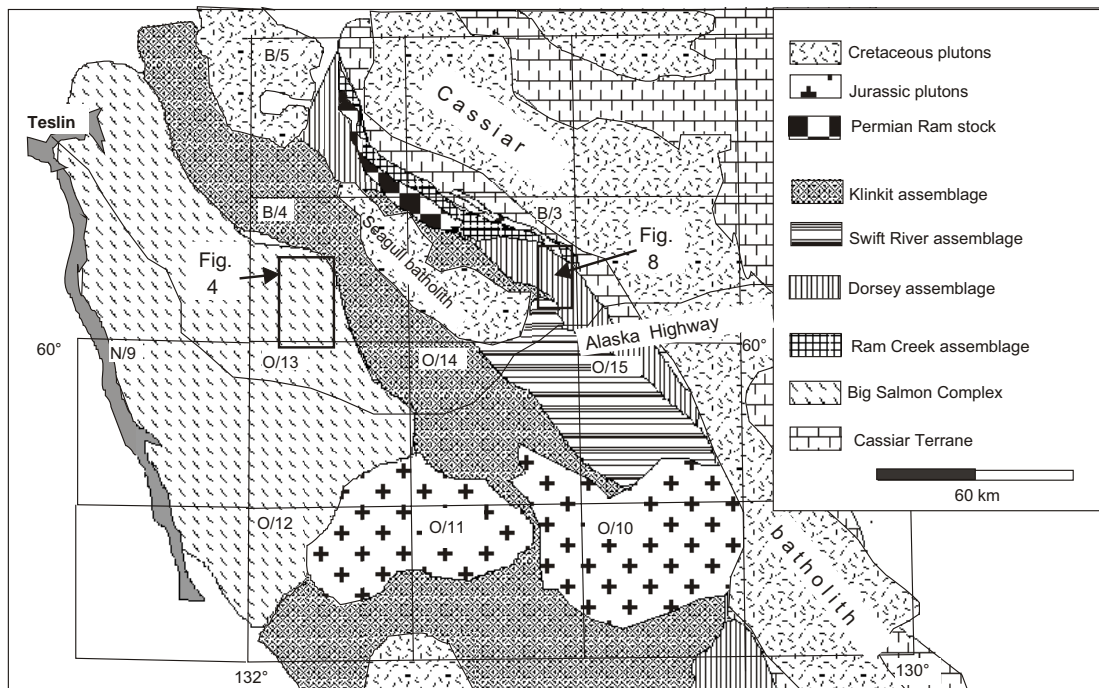 B/5
Teslin
Cassiar
B/4
B/3
Seagull batholith
Fig.
4
Fig.
8
Alaska Highway
60°
60°
N/9
O/13
O/14
O/15
O/12
O/11
O/10
batholith
132°
130°
Cretaceous plutons
Jurassic plutons
Permian Ram stock
Klinkit assemblage
Swift River assemblage
Dorsey assemblage
Ram Creek assemblage
Big Salmon Complex
Cassiar Terrane
60 km